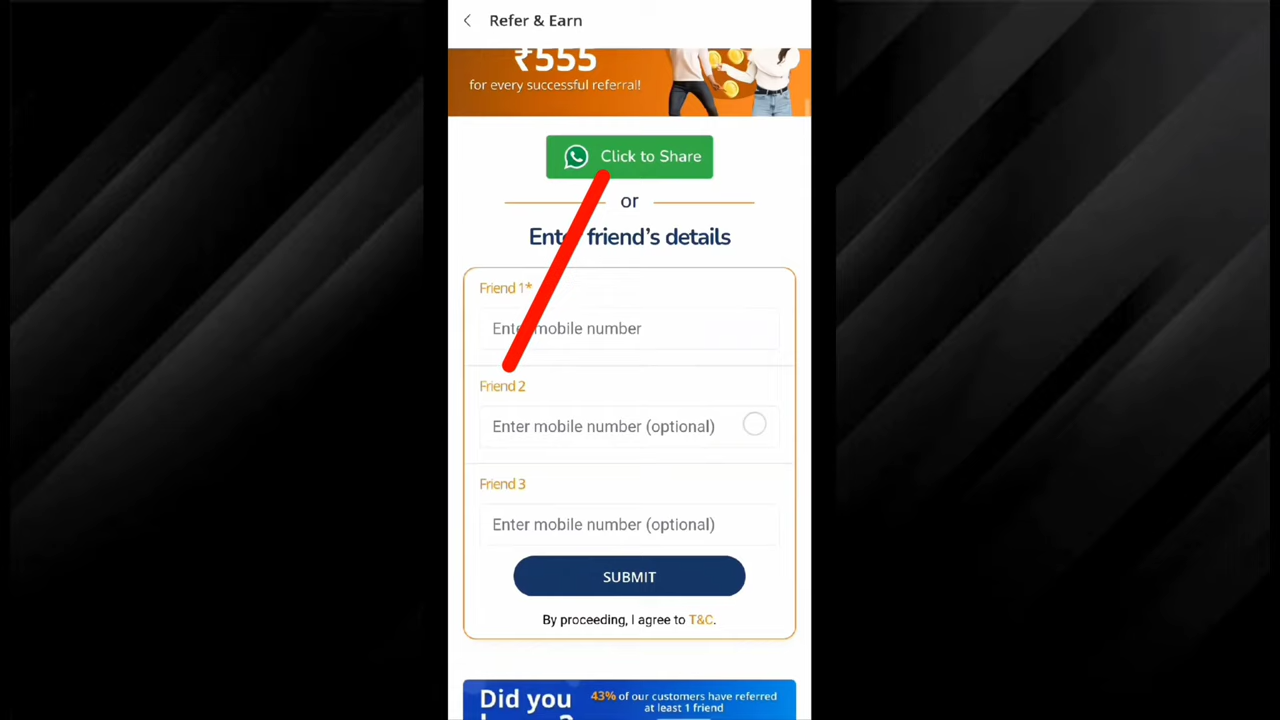 Refer & Earn
₹555
for every successful referral!
Click to Share
or
Enter friend's details
Friend 1*
Enter mobile number
Friend 2
Enter mobile number (optional)
Friend 3
Enter mobile number (optional)
SUBMIT
By proceeding, I agree to T&C.
Did you
43% of our customers have referred
at least 1 friend